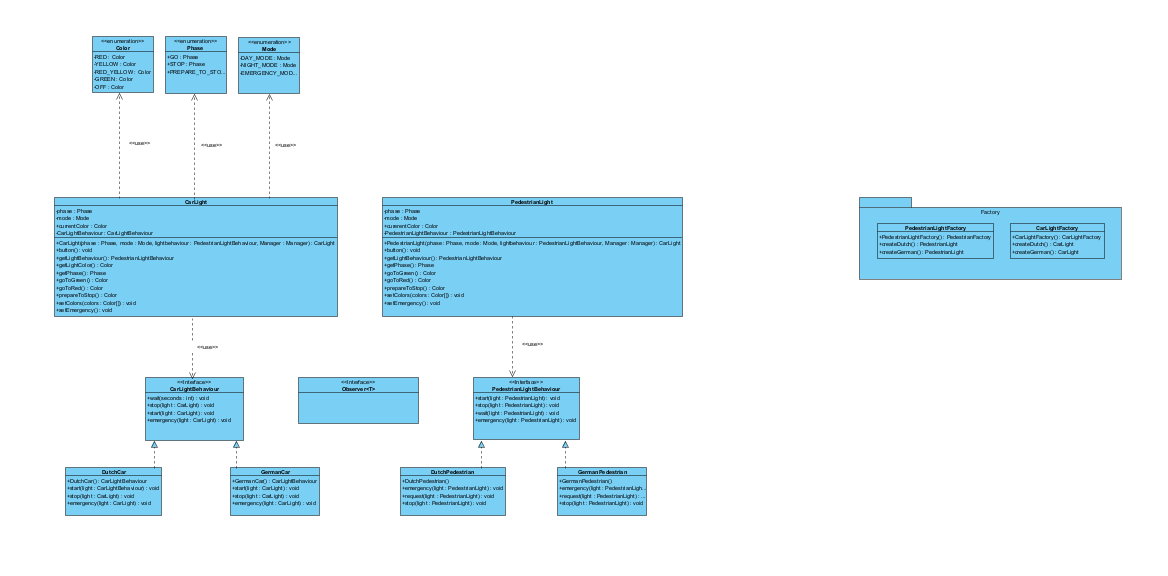 <<enumeration>>
Color
-RED : Color
-YELLOW : Color
-RED_YELLOW : Color
-GREEN : Color
-OFF : Color
<<enumeration>>
Phase
+GO : Phase
+STOP : Phase
+PREPARE_TO_STO...
<<enumeration>>
Mode
-DAY_MODE : Mode
-NIGHT_MODE : Mode
-EMERGENCY_MOD...
<<use>>
<<use>>
<<use>>
CarLight
-phase : Phase
-mode : Mode
+currentColor : Color
-CarLightBehaviour : CarLightBehaviour
+CarLight(phase : Phase, mode : Mode, lightbehaviour : PedestrianLightBehaviour, Manager : Manager) : CarLight
+button() : void
+getLightBehaviour() : PedestrianLightBehaviour
+getLightColor() : Color
+getPhase() : Phase
+goToGreen() : Color
+goToRed() : Color
+prepareToStop() : Color
+setColors(colors : Color[]) : void
+setEmergency() : void
PedestrianLight
-phase : Phase
-mode : Mode
+currenntColor : Color
-PedestrianLightBehaviour : PedestrianLightBehaviour
+PedestrianLight(phase : Phase, mode : Mode, lightbehaviour : PedestrianLightBehaviour, Manager : Manager) : CarLight
+button() : void
+getLightBehaviour() : PedestrianLightBehaviour
+getPhase() : Phase
+goToGreen() : Color
+goToRed() : Color
+prepareToStop() : Color
+setColors(colors : Color[]) : void
+setEmergency() : void
Factory
PedestrianLightFactory
+PedestrianLightFactory() : PedestrianFactory
+createDutch() : PedestrianLight
+createGerman() : PedestrianLight
CarLightFactory
+CarLightFactory() : CarLightFactory
+createDutch() : CarLight
+createGerman() : CarLight
<<use>>
<<use>>
<<Interface>>
CarLightBehaviour
+wait(seconds : int) : void
+stop(light : CarLight) : void
+start(light : CarLight) : void
+emergency(light : CarLight) : void
<<Interface>>
Observer<T>
<<Interface>>
PedestrianLightBehaviour
+start(light : PedestrianLight) : void
+stop(light : PedestrianLight) : void
+wait(light : PedestrianLight) : void
+emergency(light : PedestrianLight) : void
DutchCar
+DutchCar() : CarLightBehaviour
+start(light : CarLightBehaviour) : void
+stop(light : CarLight) : void
+emergency(light : CarLight) : void
GermanCar
+GermanCar() : CarLightBehaviour
+start(light : CarLight) : void
+stop(light : CarLight) : void
+emergency(light : CarLight) : void
DutchPedestrian
+DutchPedestrian()
+emergency(light : PedestrianLight) : void
+request(light : PedestrianLight) : void
+stop(light : PedestrianLight) : void
GermanPedestrian
+GermanPedestrian()
+emergency(light : PedestrianLigh...
+request(light : PedestrianLight) : ...
+stop(light : PedestrianLight) : void